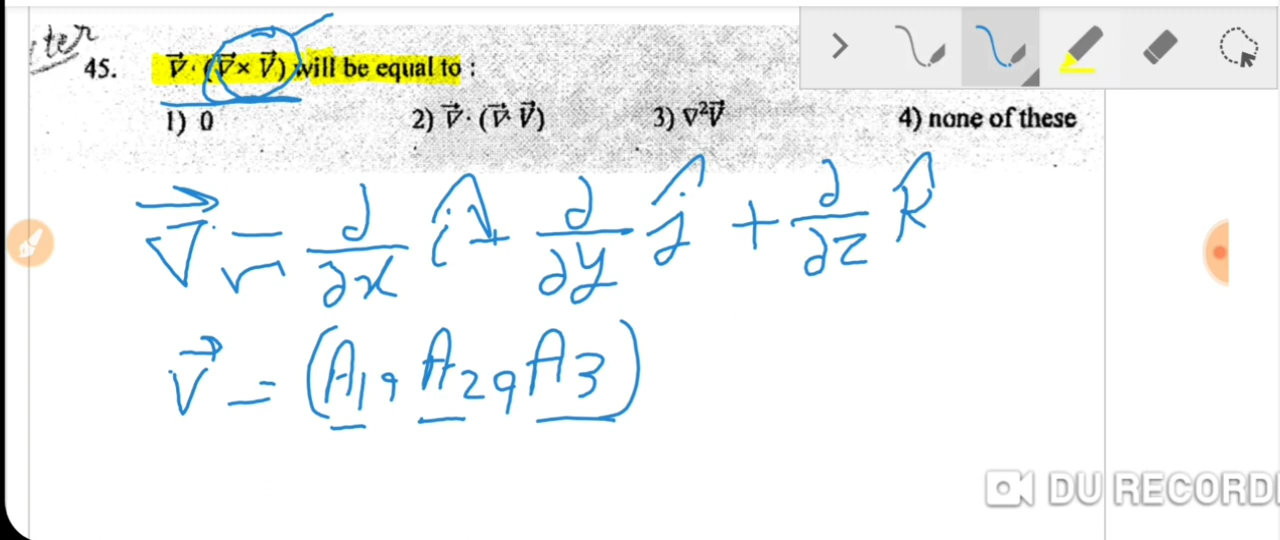 45. ∇⃗ · (∇⃗ × V⃗) will be equal to :
1) 0 2) ∇⃗ · (∇⃗ V⃗) 3) ∇²V⃗ 4) none of these
∇⃗ = ∂/∂x î + ∂/∂y ĵ + ∂/∂z k̂
V⃗ = (A1, A2, A3)
DU RECORD